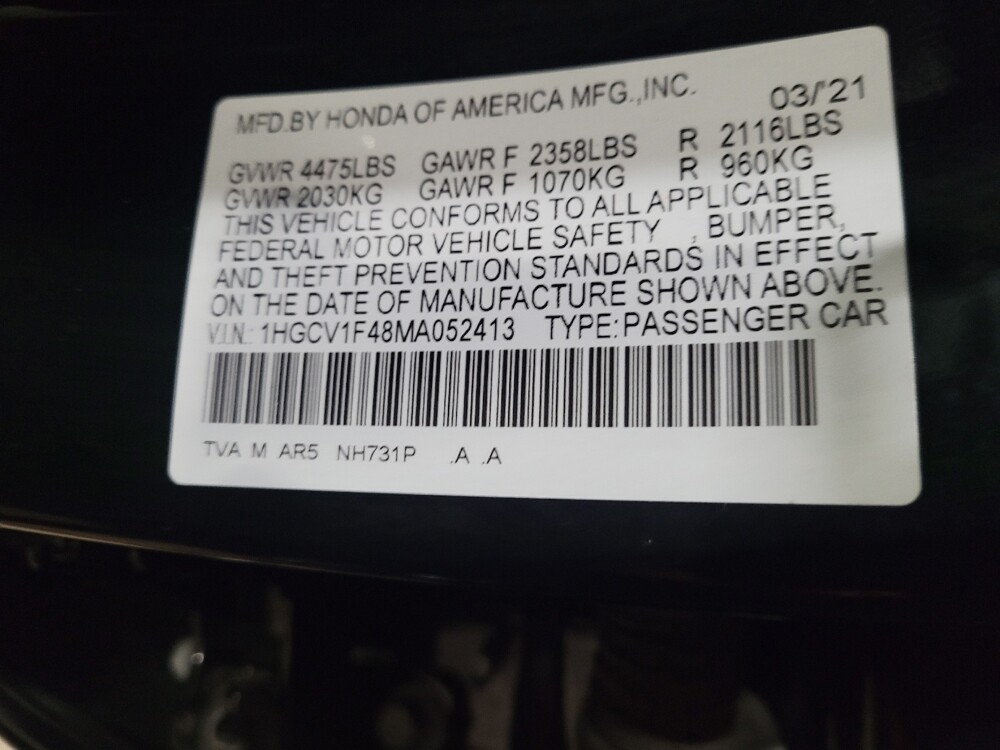 MFD.BY HONDA OF AMERICA MFG.,INC. 03/'21
GVWR 4475LBS GAWR F 2358LBS R 2116LBS
GVWR 2030KG GAWR F 1070KG R 960KG
THIS VEHICLE CONFORMS TO ALL APPLICABLE
FEDERAL MOTOR VEHICLE SAFETY , BUMPER,
AND THEFT PREVENTION STANDARDS IN EFFECT
ON THE DATE OF MANUFACTURE SHOWN ABOVE.
V.I.N.: 1HGCV1F48MA052413 TYPE:PASSENGER CAR
TVA M AR5 NH731P .A .A